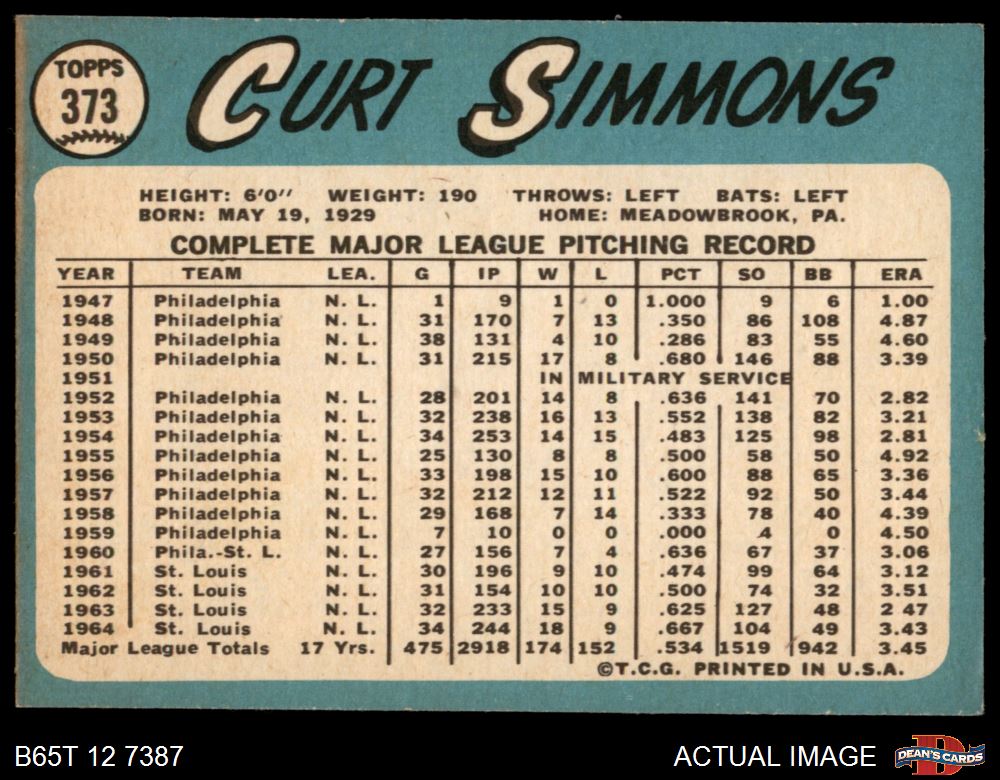 TOPPS
373
CURT SIMMONS
HEIGHT: 6'0" WEIGHT: 190 THROWS: LEFT BATS: LEFT
BORN: MAY 19, 1929 HOME: MEADOWBROOK, PA.
COMPLETE MAJOR LEAGUE PITCHING RECORD
YEAR TEAM LEA. G IP W L PCT SO BB ERA
1947 Philadelphia N. L. 1 9 1 0 1.000 9 6 1.00
1948 Philadelphia N. L. 31 170 7 13 .350 86 108 4.87
1949 Philadelphia N. L. 38 131 4 10 .286 83 55 4.60
1950 Philadelphia N. L. 31 215 17 8 .680 146 88 3.39
1951 IN MILITARY SERVICE
1952 Philadelphia N. L. 28 201 14 8 .636 141 70 2.82
1953 Philadelphia N. L. 32 238 16 13 .552 138 82 3.21
1954 Philadelphia N. L. 34 253 14 15 .483 125 98 2.81
1955 Philadelphia N. L. 25 130 8 8 .500 58 50 4.92
1956 Philadelphia N. L. 33 198 15 10 .600 88 65 3.36
1957 Philadelphia N. L. 32 212 12 11 .522 92 50 3.44
1958 Philadelphia N. L. 29 168 7 14 .333 78 40 4.39
1959 Philadelphia N. L. 7 10 0 0 .000 4 0 4.50
1960 Phila.-St. L. N. L. 27 156 7 4 .636 67 37 3.06
1961 St. Louis N. L. 30 196 9 10 .474 99 64 3.12
1962 St. Louis N. L. 31 154 10 10 .500 74 32 3.51
1963 St. Louis N. L. 32 233 15 9 .625 127 48 2 47
1964 St. Louis N. L. 34 244 18 9 .667 104 49 3.43
Major League Totals 17 Yrs. 475 2918 174 152 .534 1519 942 3.45
©T.C.G. PRINTED IN U.S.A.
B65T 12 7387 ACTUAL IMAGE DEAN'S CARDS